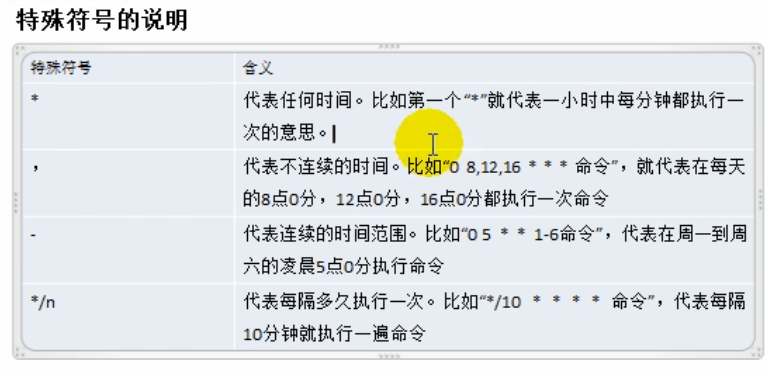 特殊符号的说明
特殊符号 含义
* 代表任何时间。比如第一个“*”就代表一小时中每分钟都执行一
次的意思。
， 代表不连续的时间。比如“0 8,12,16 * * * 命令”，就代表在每天
的8点0分，12点0分，16点0分都执行一次命令
- 代表连续的时间范围。比如“0 5 * * 1-6命令”，代表在周一到周
六的凌晨5点0分执行命令
*/n 代表每隔多久执行一次。比如“*/10 * * * * 命令”，代表每隔
10分钟就执行一遍命令